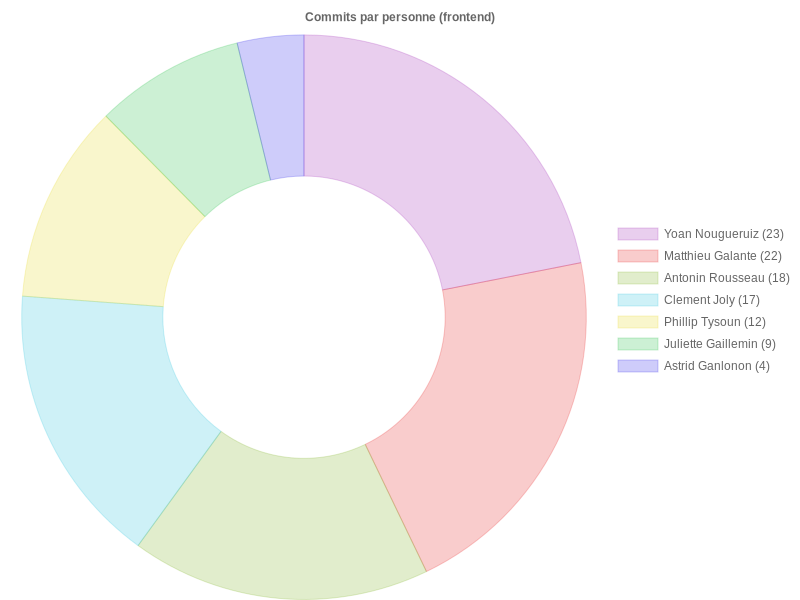 Commits par personne (frontend)
Yoan Nougueruiz (23)
Matthieu Galante (22)
Antonin Rousseau (18)
Clement Joly (17)
Phillip Tysoun (12)
Juliette Gaillemin (9)
Astrid Ganlonon (4)